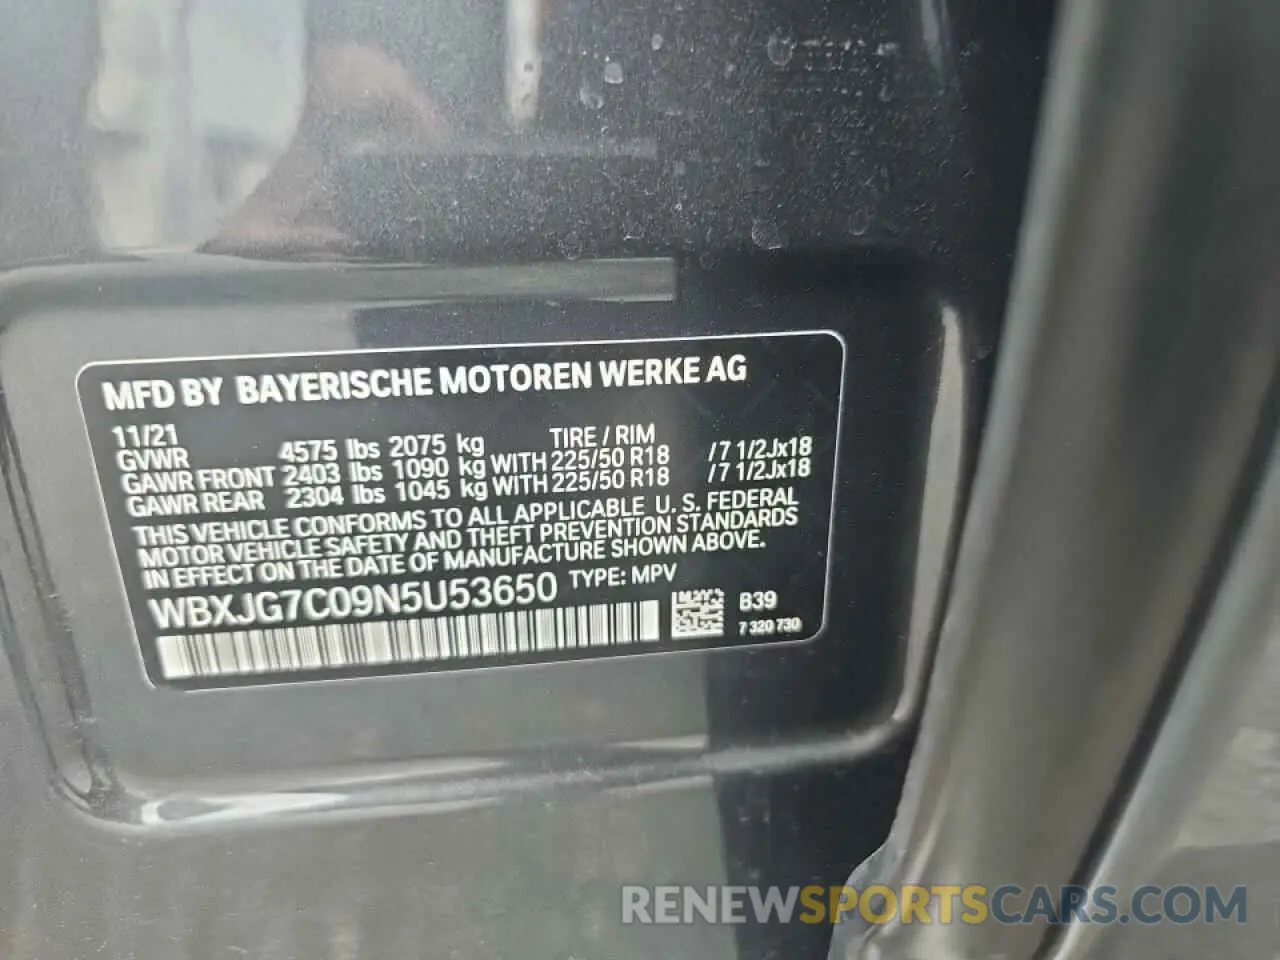 MFD BY BAYERISCHE MOTOREN WERKE AG
11/21 TIRE / RIM
GVWR 4575 lbs 2075 kg
GAWR FRONT 2403 lbs 1090 kg WITH 225/50 R18 /7 1/2Jx18
GAWR REAR 2304 lbs 1045 kg WITH 225/50 R18 /7 1/2Jx18
THIS VEHICLE CONFORMS TO ALL APPLICABLE U. S. FEDERAL
MOTOR VEHICLE SAFETY AND THEFT PREVENTION STANDARDS
IN EFFECT ON THE DATE OF MANUFACTURE SHOWN ABOVE.
WBXJG7C09N5U53650 TYPE: MPV
B39
7 320 730
RENEWSPORTSCARS.COM